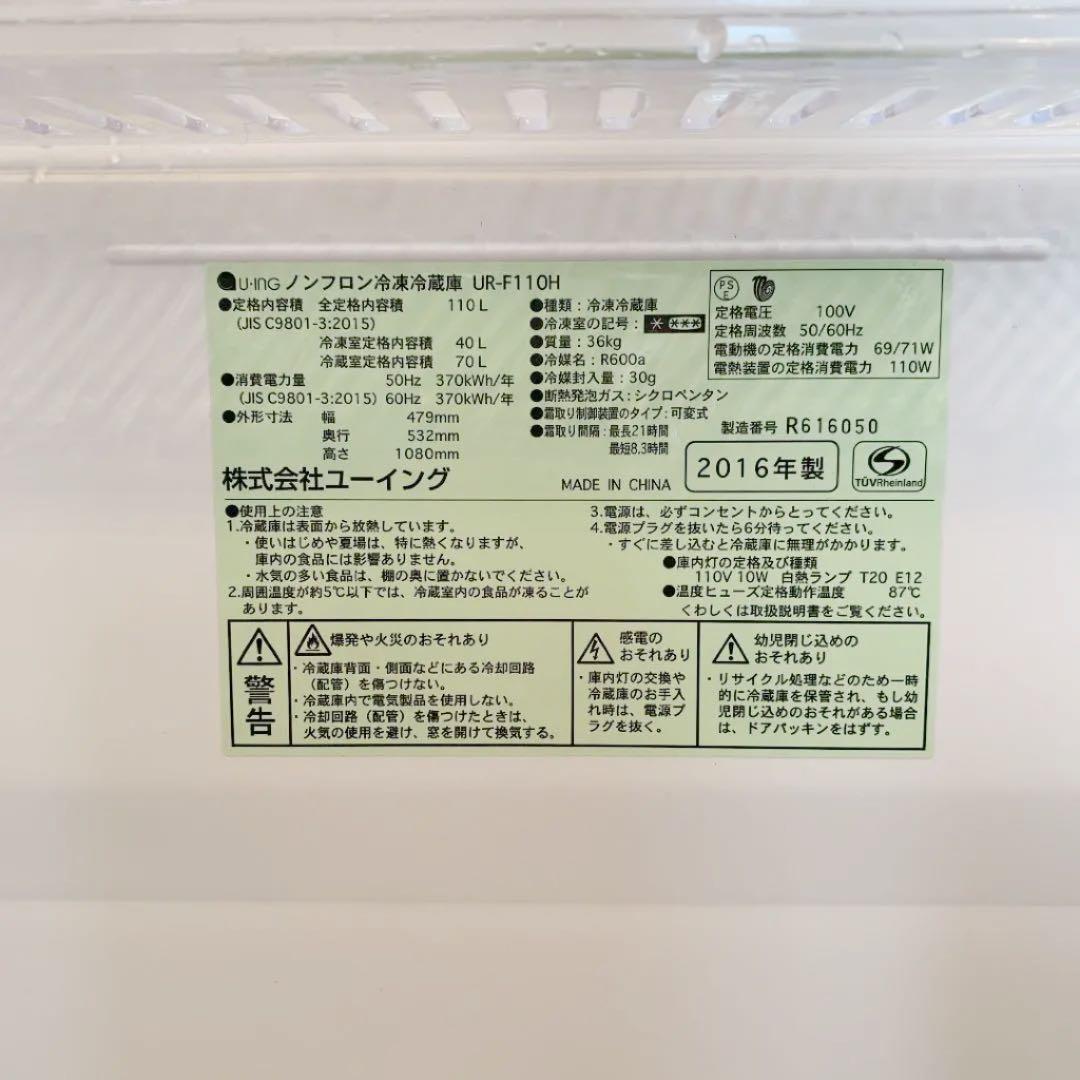 U·ING ノンフロン冷凍冷蔵庫 UR-F110H
●定格内容積 全定格内容積 110L
(JIS C9801-3:2015)
冷凍室定格内容積 40L
冷蔵室定格内容積 70L
●消費電力量 50Hz 370kWh/年
(JIS C9801-3:2015) 60Hz 370kWh/年
●外形寸法 幅 479mm
奥行 532mm
高さ 1080mm
株式会社ユーイング
●種類:冷凍冷蔵庫
●冷凍室の記号:* ***
●質量:36kg
●冷媒名:R600a
●冷媒封入量:30g
●断熱発泡ガス:シクロペンタン
●霜取り制御装置のタイプ:可変式
●霜取り間隔:最長21時間
最短8.3時間
MADE IN CHINA
PSE
定格電圧 100V
定格周波数 50/60Hz
電動機の定格消費電力 69/71W
電熱装置の定格消費電力 110W
製造番号 R616050
2016年製
TÜVRheinland
●使用上の注意
1.冷蔵庫は表面から放熱しています。
・使いはじめや夏場は、特に熱くなりますが、
庫内の食品には影響ありません。
・水気の多い食品は、棚の奥に置かないでください。
2.周囲温度が約5℃以下では、冷蔵室内の食品が凍ることが
あります。
3.電源は、必ずコンセントからとってください。
4.電源プラグを抜いたら6分待ってください。
・すぐに差し込むと冷蔵庫に無理がかかります。
●庫内灯の定格及び種類
110V 10W 白熱ランプ T20 E12
●温度ヒューズ定格動作温度 87℃
くわしくは取扱説明書をご覧ください。
警告
爆発や火災のおそれあり
・冷蔵庫背面・側面などにある冷却回路
(配管)を傷つけない。
・冷蔵庫内で電気製品を使用しない。
・冷却回路(配管)を傷つけたときは、
火気の使用を避け、窓を開けて換気する。
感電の
おそれあり
・庫内灯の交換や
冷蔵庫のお手入
れ時は、電源プ
ラグを抜く。
幼児閉じ込めの
おそれあり
・リサイクル処理などのため一時
的に冷蔵庫を保管され、もし幼
児閉じ込めのおそれがある場合
は、ドアパッキンをはずす。